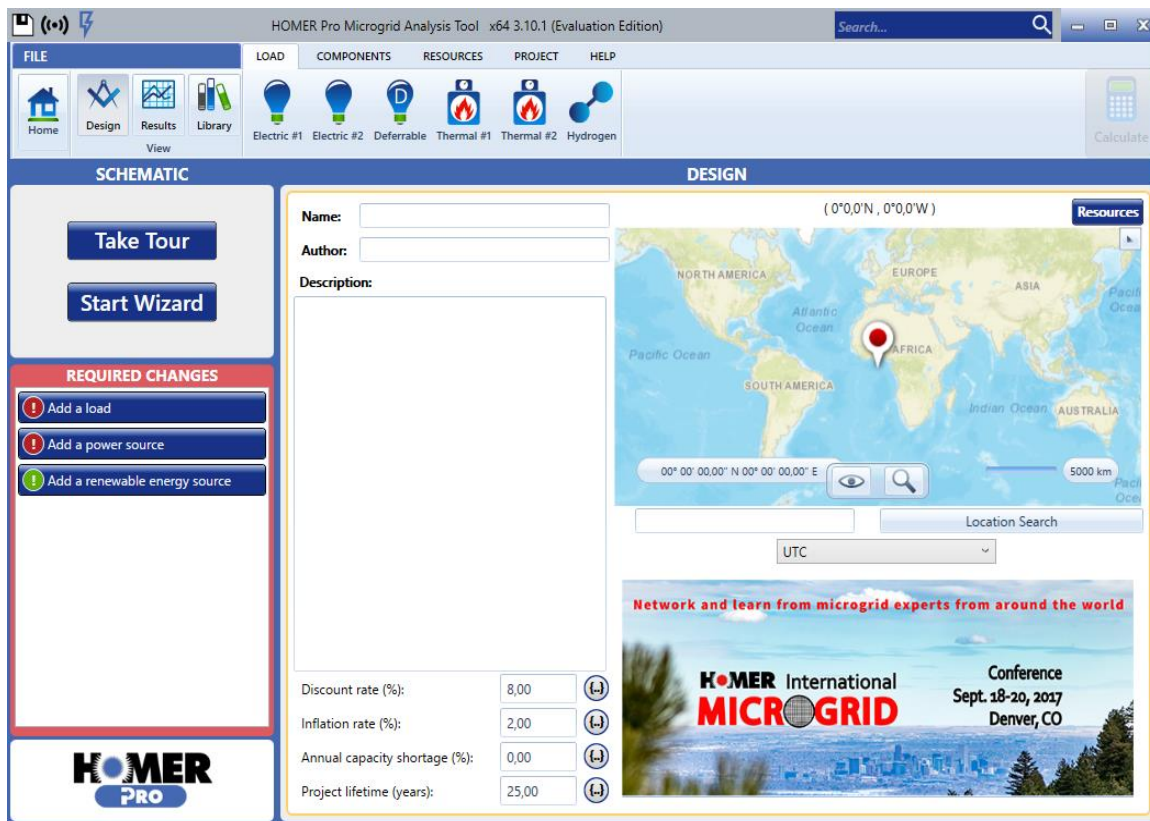 HOMER Pro Microgrid Analysis Tool x64 3.10.1 (Evaluation Edition)
Search...
FILE
LOAD COMPONENTS RESOURCES PROJECT HELP
Home
Design
Results
Library
View
Electric #1
Electric #2
Deferrable
Thermal #1
Thermal #2
Hydrogen
Calculate
D
SCHEMATIC
Take Tour
Start Wizard
REQUIRED CHANGES
Add a load
Add a power source
Add a renewable energy source
HOMER
PRO
DESIGN
Name:
Author:
Description:
Discount rate (%): 8,00 {..}
Inflation rate (%): 2,00 {..}
Annual capacity shortage (%): 0,00 {..}
Project lifetime (years): 25,00 {..}
( 0°0,0'N , 0°0,0'W )
Resources
NORTH AMERICA
EUROPE
ASIA
Atlantic
Ocean
Pacific Ocean
AFRICA
SOUTH AMERICA
Indian Ocean
AUSTRALIA
00° 00' 00,00" N 00° 00' 00,00" E
5000 km
Location Search
UTC
Network and learn from microgrid experts from around the world
HOMER International
MICROGRID
Conference
Sept. 18-20, 2017
Denver, CO